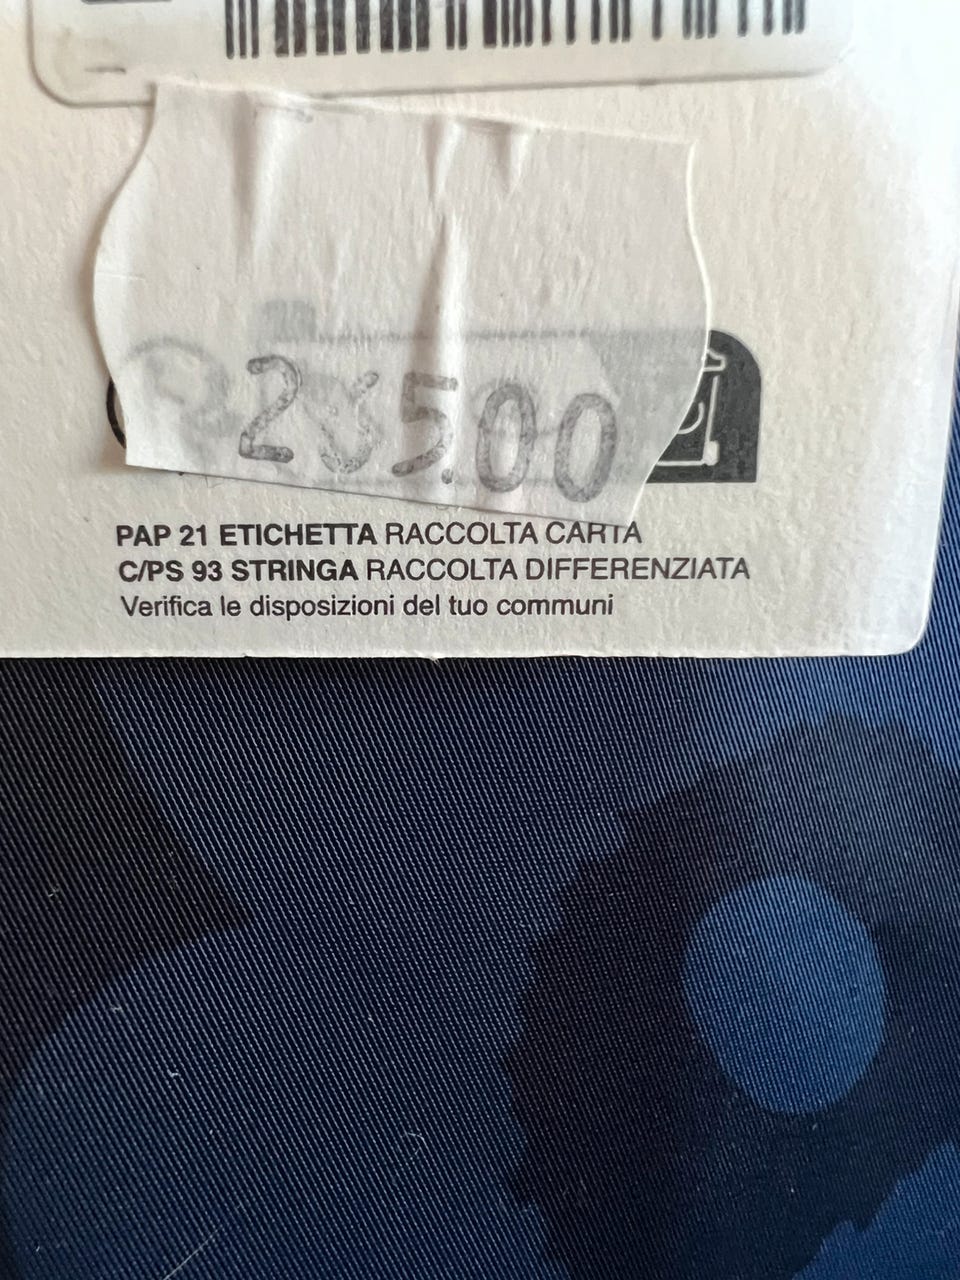 PAP 21 ETICHETTA RACCOLTA CARTA
C/PS 93 STRINGA RACCOLTA DIFFERENZIATA
Verifica le disposizioni del tuo communi